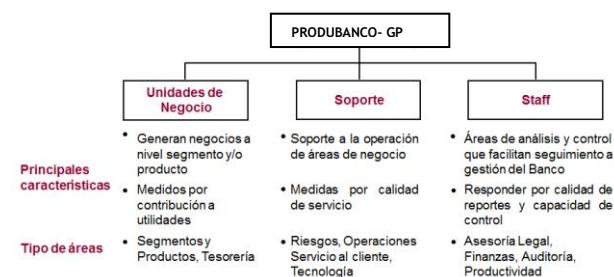 PRODUBANCO- GP
Unidades de
Negocio
Soporte
Staff
Principales
características
• Generan negocios a
nivel segmento y/o
producto
• Medidos por
contribución a
utilidades
• Soporte a la operación
de áreas de negocio
• Medidas por calidad
de servicio
• Áreas de análisis y control
que facilitan seguimiento a
gestión del Banco
• Responder por calidad de
reportes y capacidad de
control
Tipo de áreas
• Segmentos y
Productos, Tesorería
• Riesgos, Operaciones
Servicio al cliente,
Tecnología
• Asesoría Legal,
Finanzas, Auditoría,
Productividad